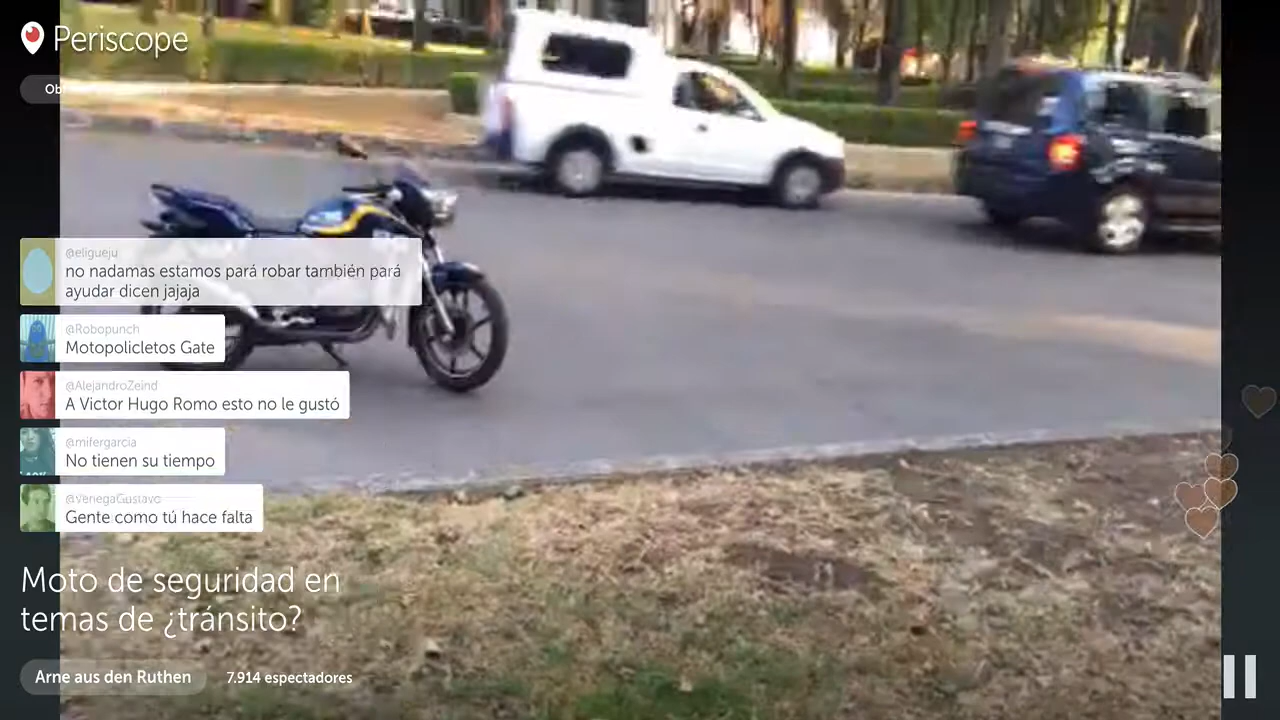 Periscope
@eligueju
no nadamas estamos pará robar también pará
ayudar dicen jajaja
@Robopunch
Motopolicletos Gate
@AlejandroZeind
A Victor Hugo Romo esto no le gustó
@mifergarcia
No tienen su tiempo
@VenegaGustavo
Gente como tú hace falta
Moto de seguridad en
temas de ¿tránsito?
Arne aus den Ruthen
7.914 espectadores